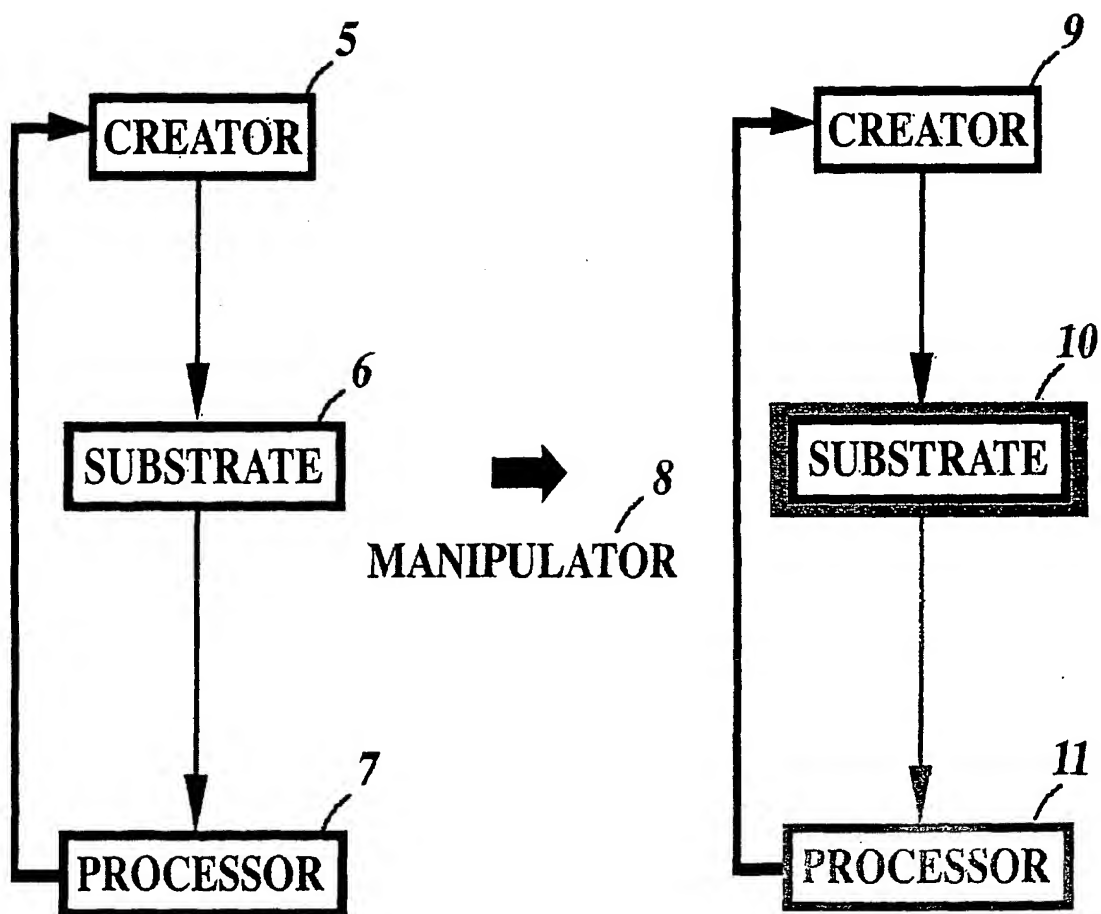 5
CREATOR
6
SUBSTRATE
7
PROCESSOR
8
MANIPULATOR
9
CREATOR
10
SUBSTRATE
11
PROCESSOR